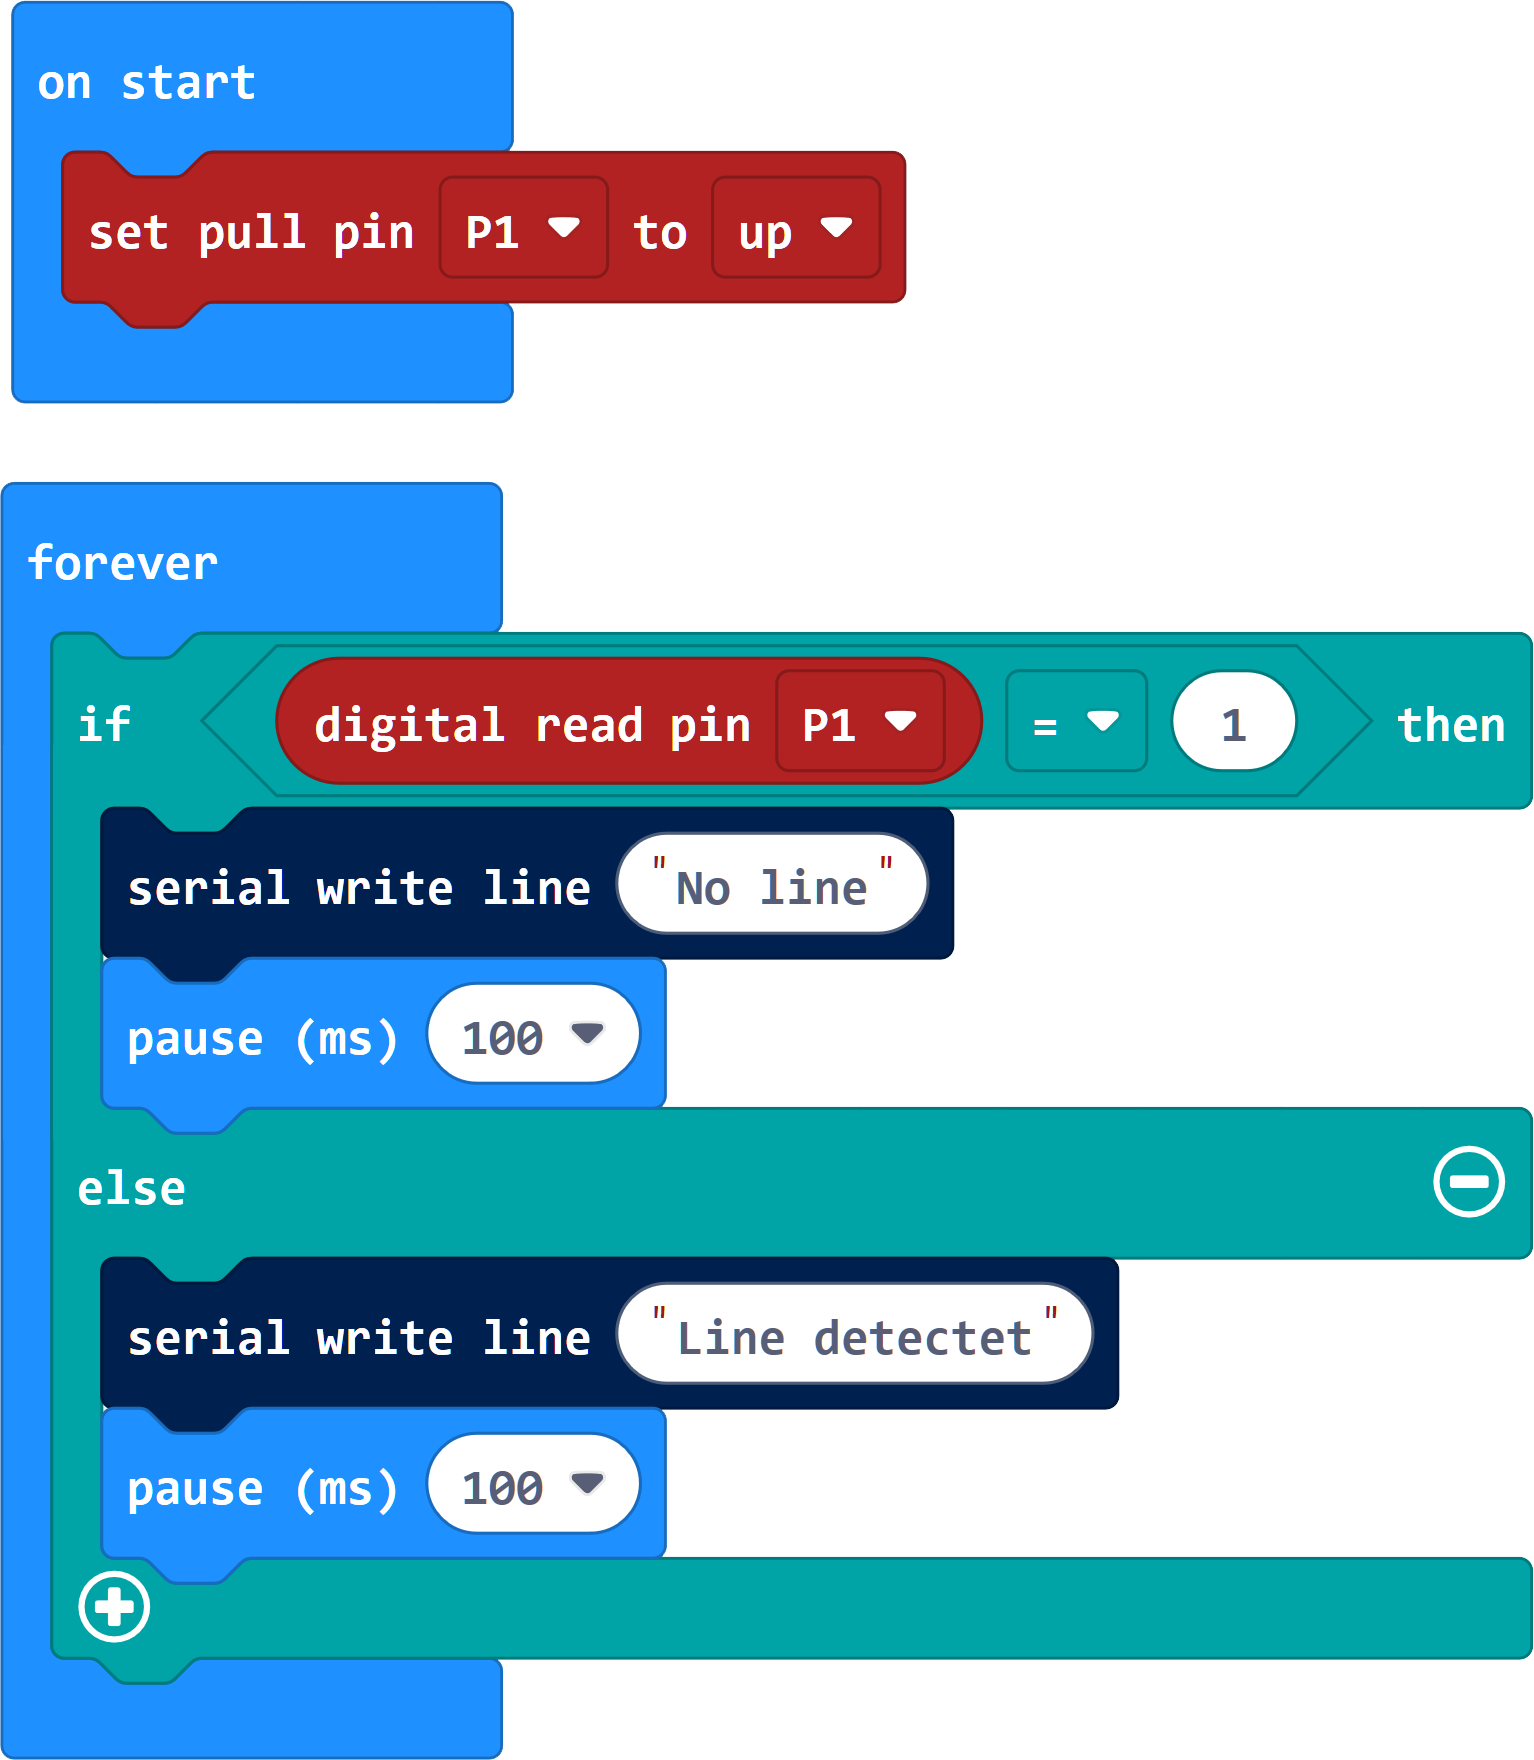 on start
set pull pin P1 to up
forever
if digital read pin P1 = 1 then
serial write line "No line"
pause (ms) 100
else
serial write line "Line detectet"
pause (ms) 100